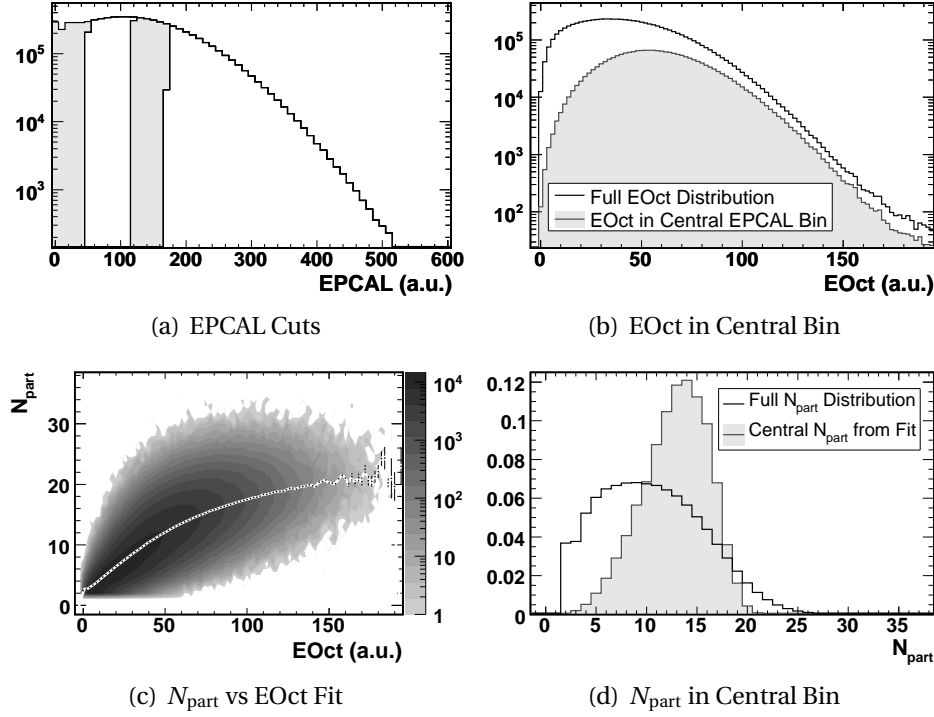 10^5
10^4
10^3
0 100 200 300 400 500 600
EPCAL (a.u.)
(a) EPCAL Cuts
10^5
10^4
10^3
10^2
Full EOct Distribution
EOct in Central EPCAL Bin
0 50 100 150
EOct (a.u.)
(b) EOct in Central Bin
N_part
30
20
10
0
0 50 100 150
EOct (a.u.)
10^4
10^3
10^2
10
1
(c) N_part vs EOct Fit
0.12
0.1
0.08
0.06
0.04
0.02
0
Full N_part Distribution
Central N_part from Fit
0 5 10 15 20 25 30 35
N_part
(d) N_part in Central Bin